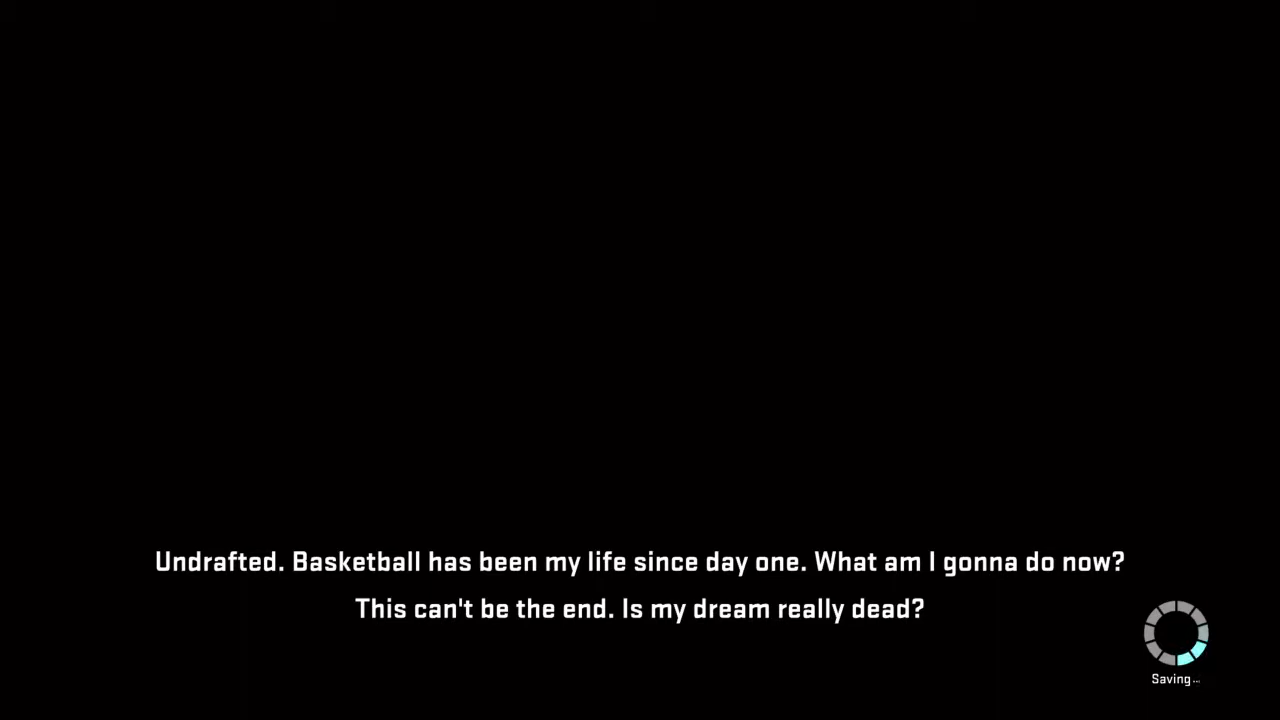 Undrafted. Basketball has been my life since day one. What am I gonna do now?
This can't be the end. Is my dream really dead?
Saving...